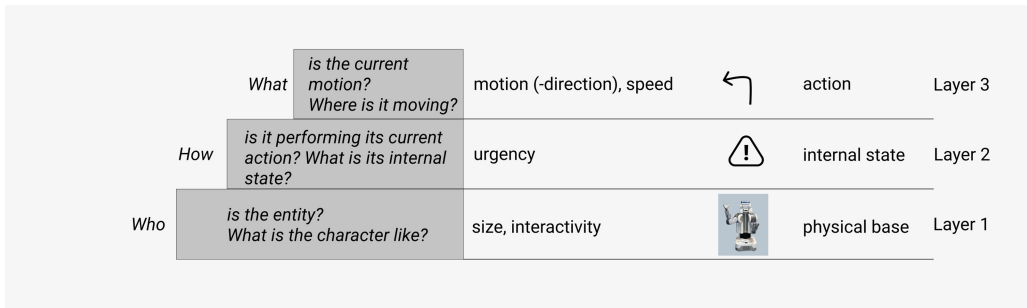 is the current
What motion? motion (-direction), speed action Layer 3
Where is it moving?
is it performing its current
How action? What is its internal urgency ! internal state Layer 2
state?
is the entity?
Who What is the character like? size, interactivity physical base Layer 1